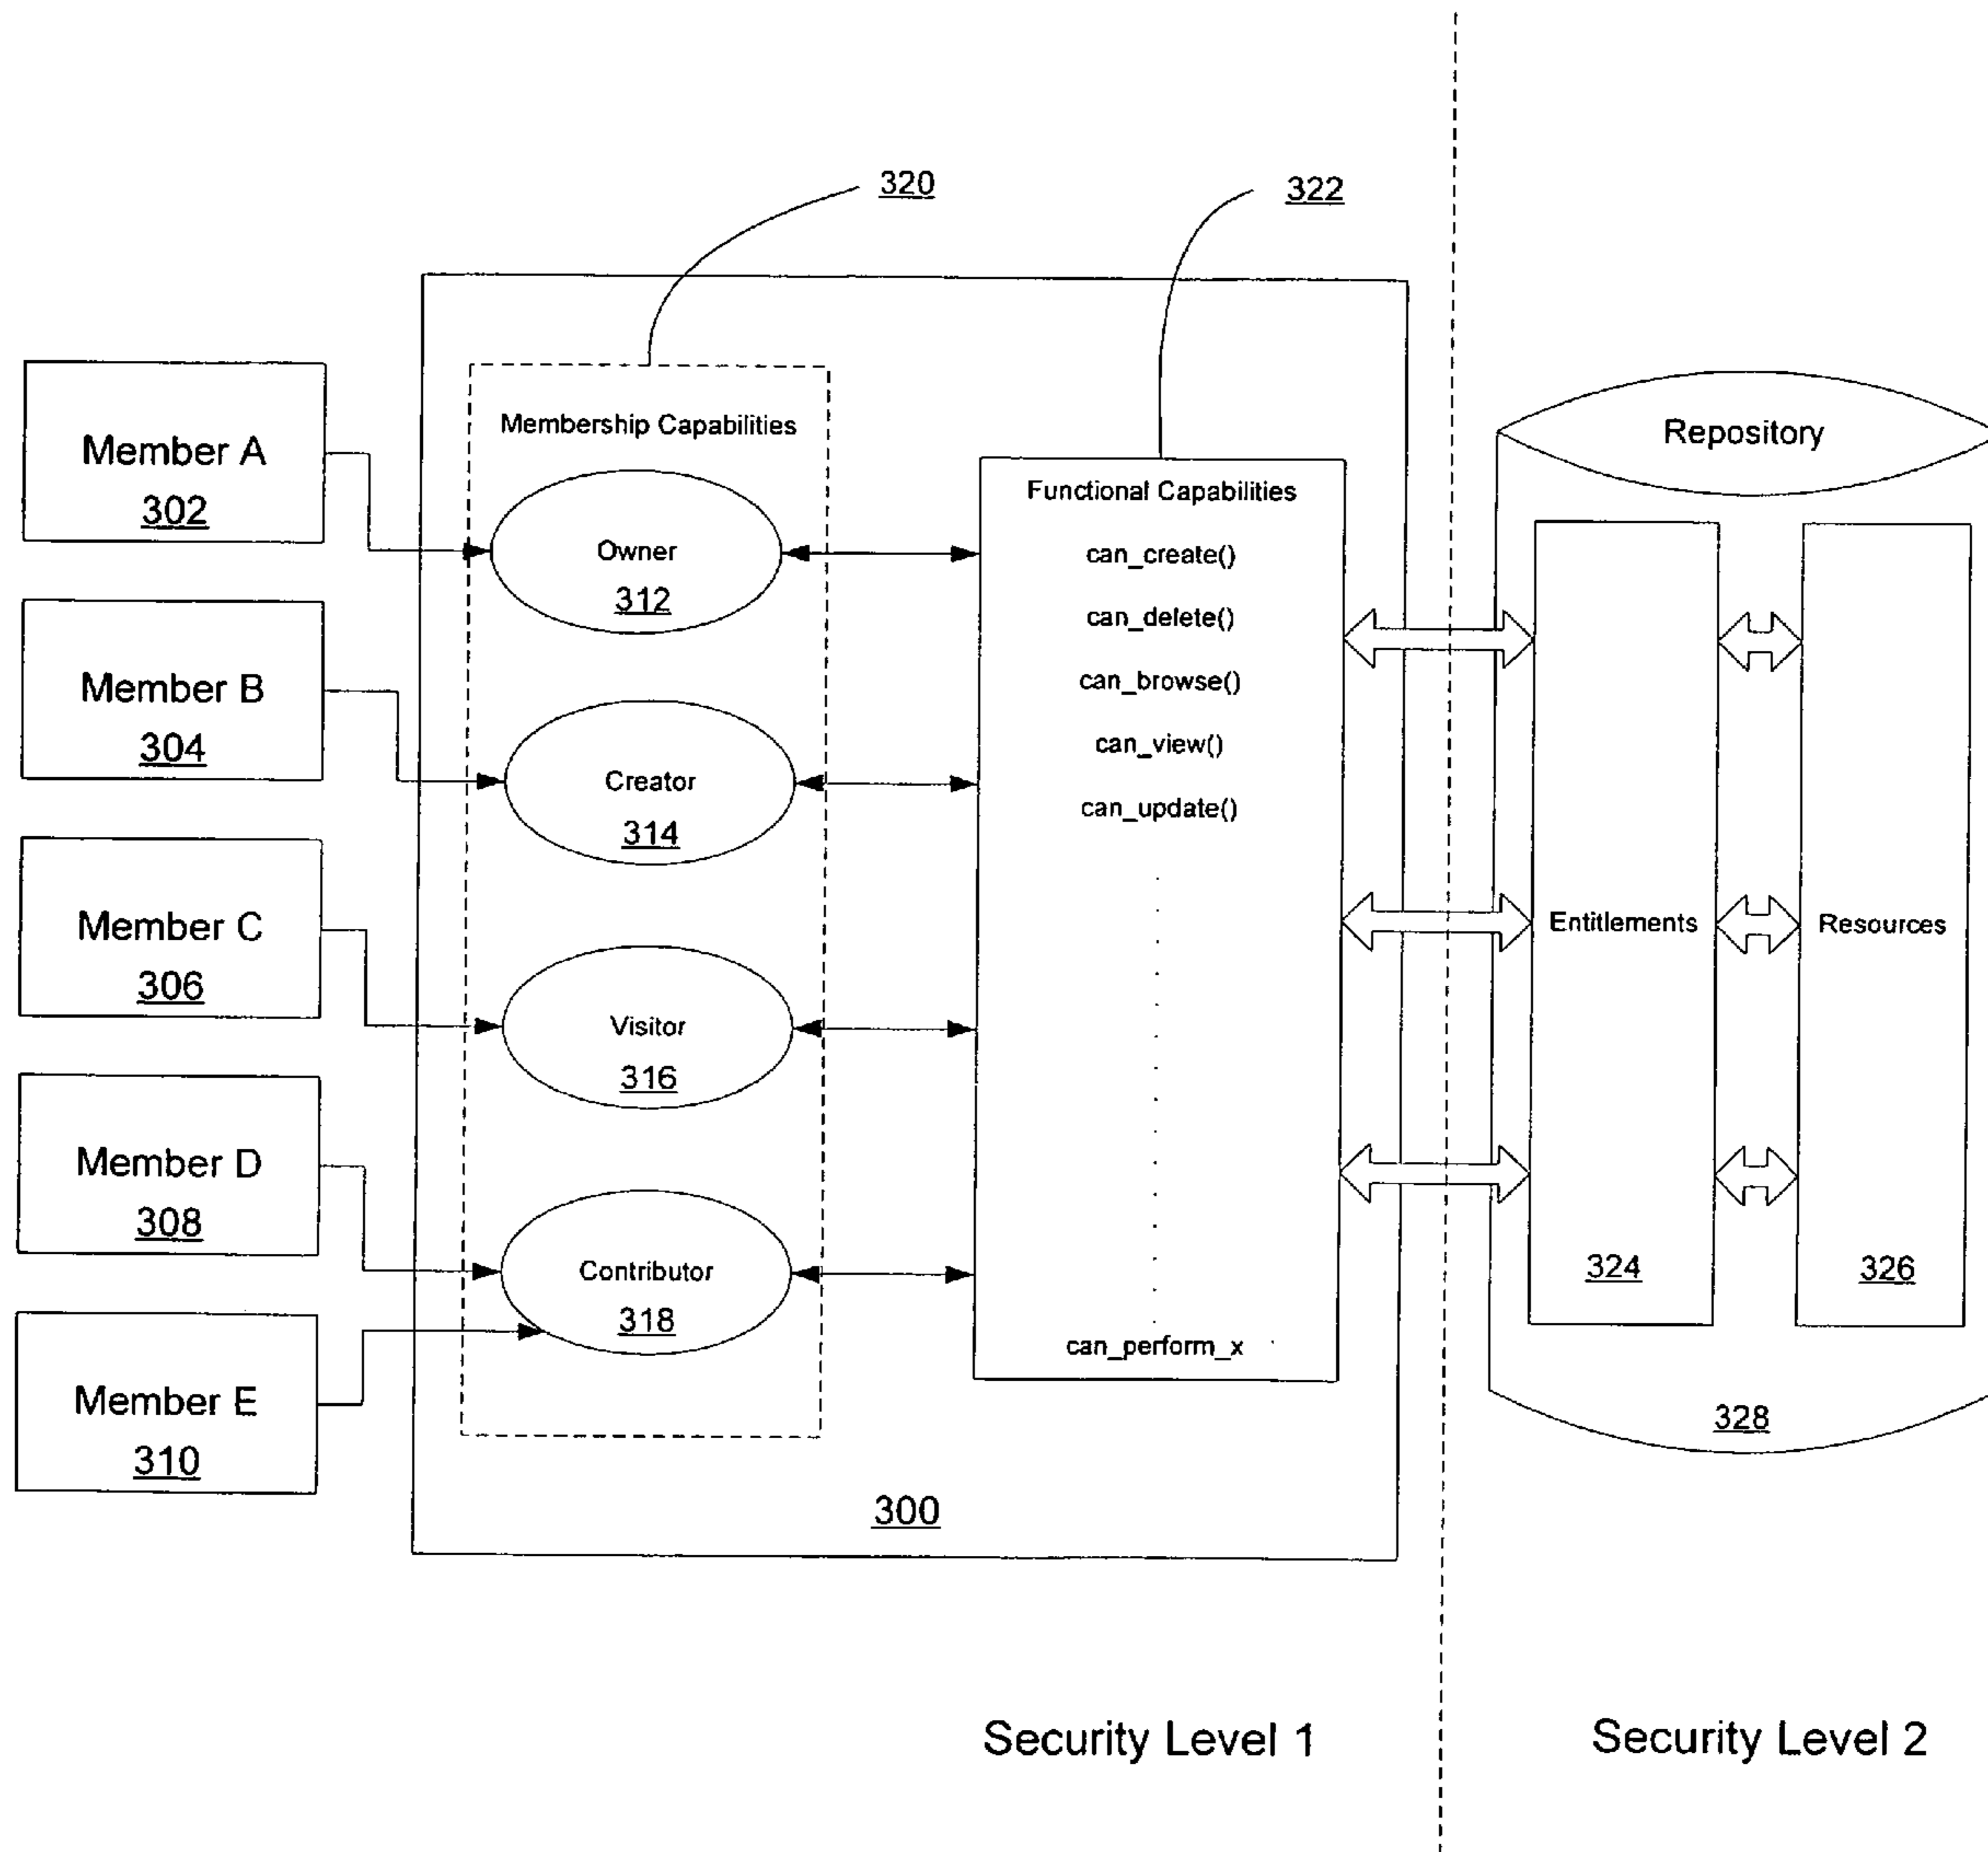 320
322
Member A
302
Member B
304
Member C
306
Member D
308
Member E
310
Membership Capabilities
Owner
312
Creator
314
Visitor
316
Contributor
318
Functional Capabilities
can_create()
can_delete()
can_browse()
can_view()
can_update()
can_perform_x
300
Repository
Entitlements
324
Resources
326
328
Security Level 1
Security Level 2